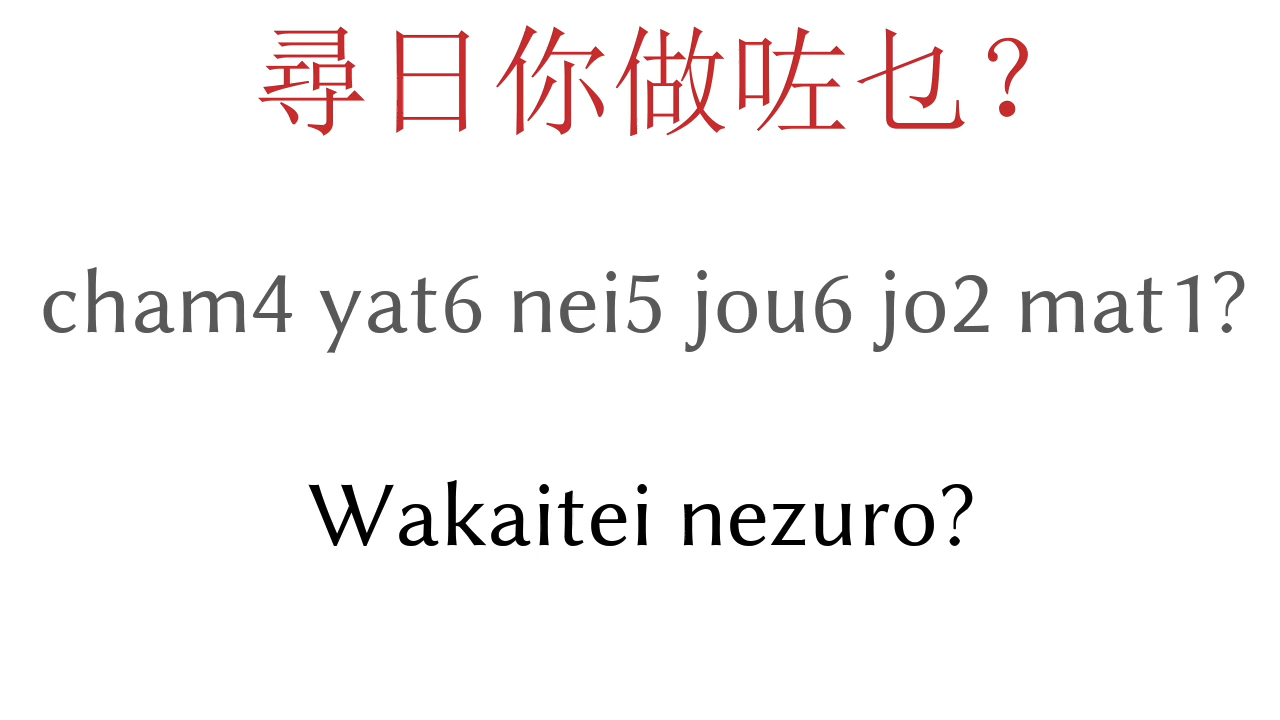 尋日你做咗乜？
cham4 yat6 nei5 jou6 jo2 mat1?
Wakaitei nezuro?